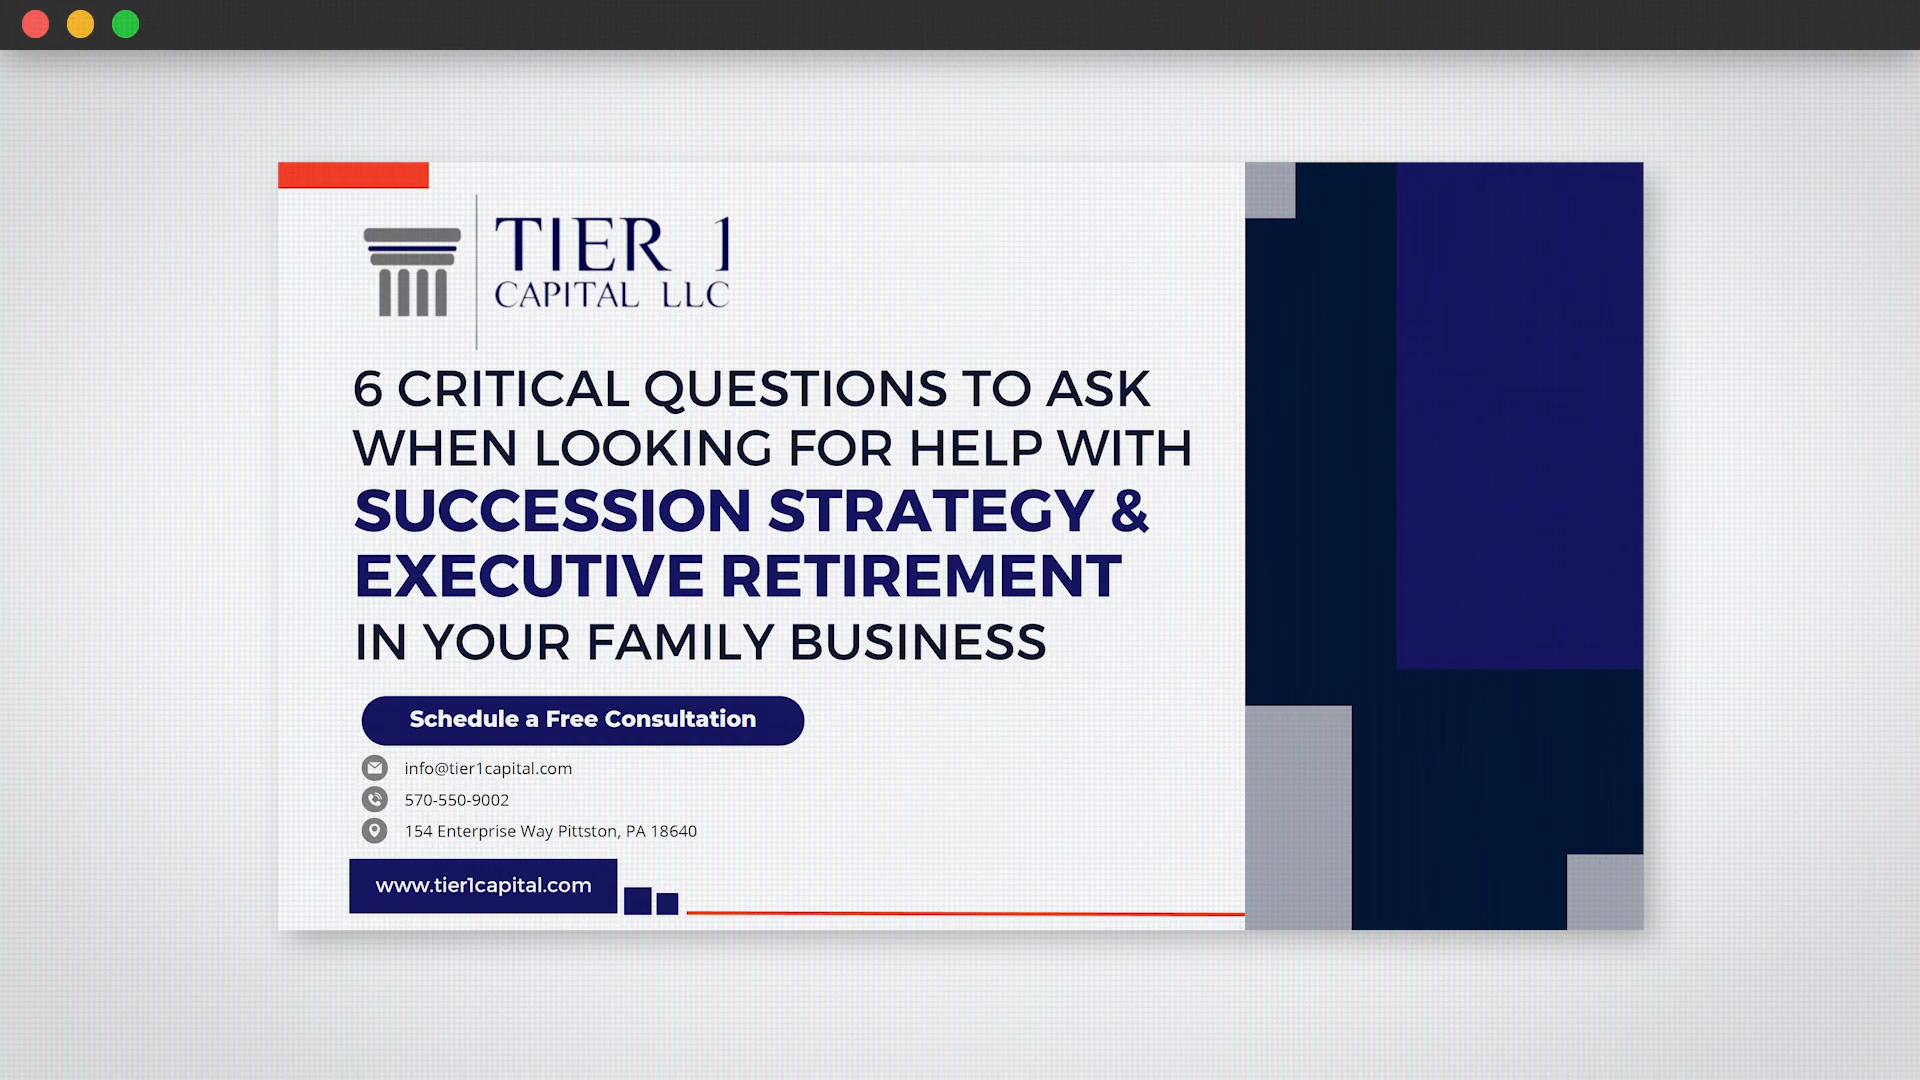 TIER 1
CAPITAL LLC
6 CRITICAL QUESTIONS TO ASK
WHEN LOOKING FOR HELP WITH
SUCCESSION STRATEGY &
EXECUTIVE RETIREMENT
IN YOUR FAMILY BUSINESS
Schedule a Free Consultation
info@tier1capital.com
570-550-9002
154 Enterprise Way Pittston, PA 18640
www.tier1capital.com